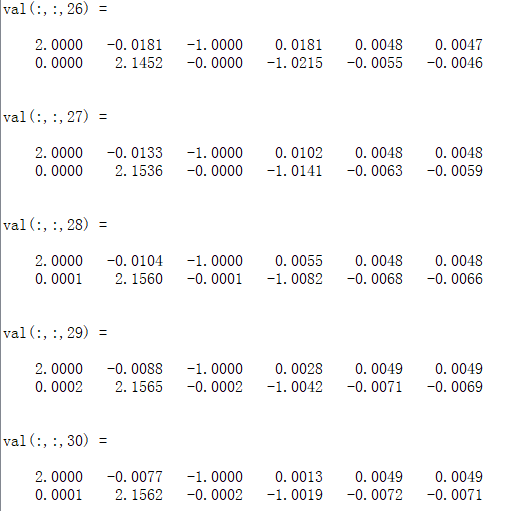 val(:,:,26) =
2.0000 -0.0181 -1.0000 0.0181 0.0048 0.0047
0.0000 2.1452 -0.0000 -1.0215 -0.0055 -0.0046
val(:,:,27) =
2.0000 -0.0133 -1.0000 0.0102 0.0048 0.0048
0.0000 2.1536 -0.0000 -1.0141 -0.0063 -0.0059
val(:,:,28) =
2.0000 -0.0104 -1.0000 0.0055 0.0048 0.0048
0.0001 2.1560 -0.0001 -1.0082 -0.0068 -0.0066
val(:,:,29) =
2.0000 -0.0088 -1.0000 0.0028 0.0049 0.0049
0.0002 2.1565 -0.0002 -1.0042 -0.0071 -0.0069
val(:,:,30) =
2.0000 -0.0077 -1.0000 0.0013 0.0049 0.0049
0.0001 2.1562 -0.0002 -1.0019 -0.0072 -0.0071